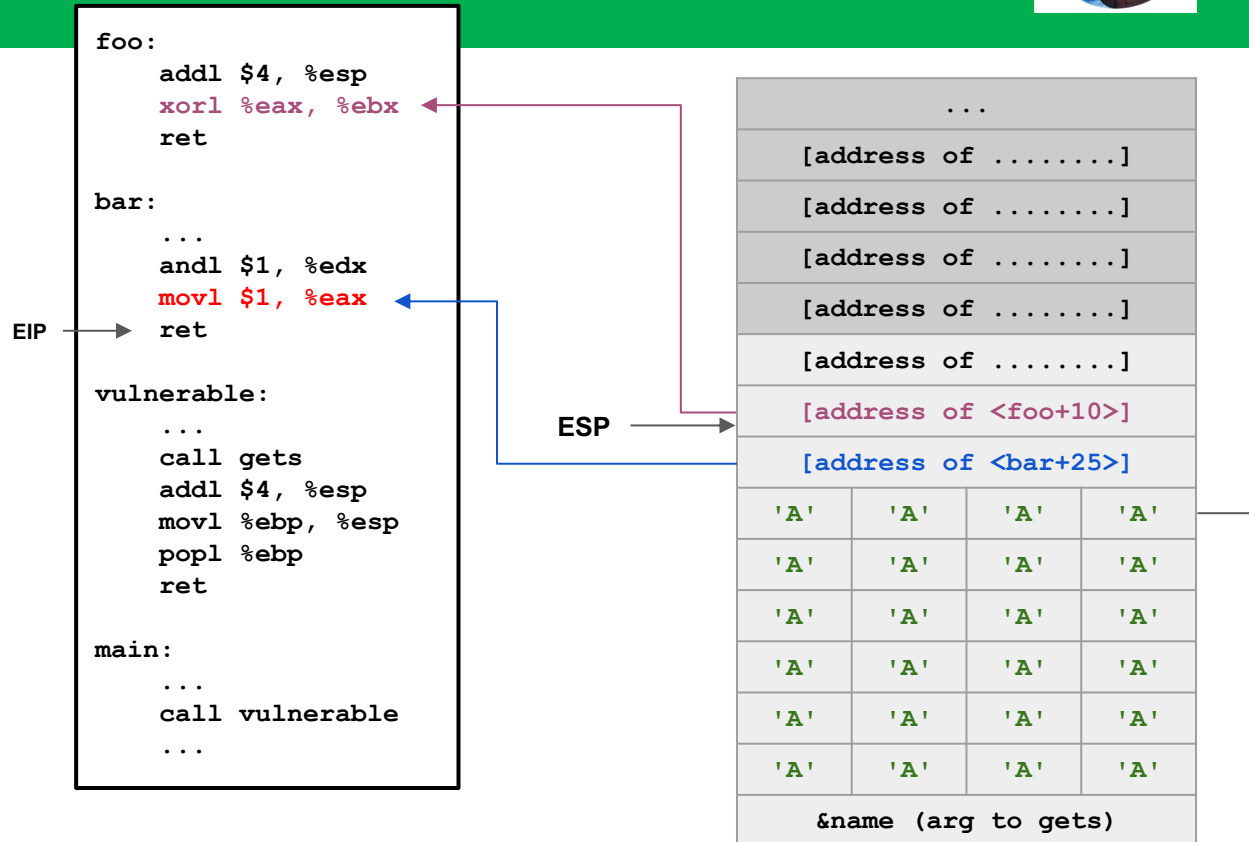 foo:
addl $4, %esp
xorl %eax, %ebx
ret
bar:
...
andl $1, %edx
movl $1, %eax
EIP
ret
vulnerable:
...
call gets
addl $4, %esp
movl %ebp, %esp
popl %ebp
ret
main:
...
call vulnerable
...
ESP
...
[address of ........]
[address of ........]
[address of ........]
[address of ........]
[address of ........]
[address of <foo+10>]
[address of <bar+25>]
'A' 'A' 'A' 'A'
'A' 'A' 'A' 'A'
'A' 'A' 'A' 'A'
'A' 'A' 'A' 'A'
'A' 'A' 'A' 'A'
'A' 'A' 'A' 'A'
&name (arg to gets)